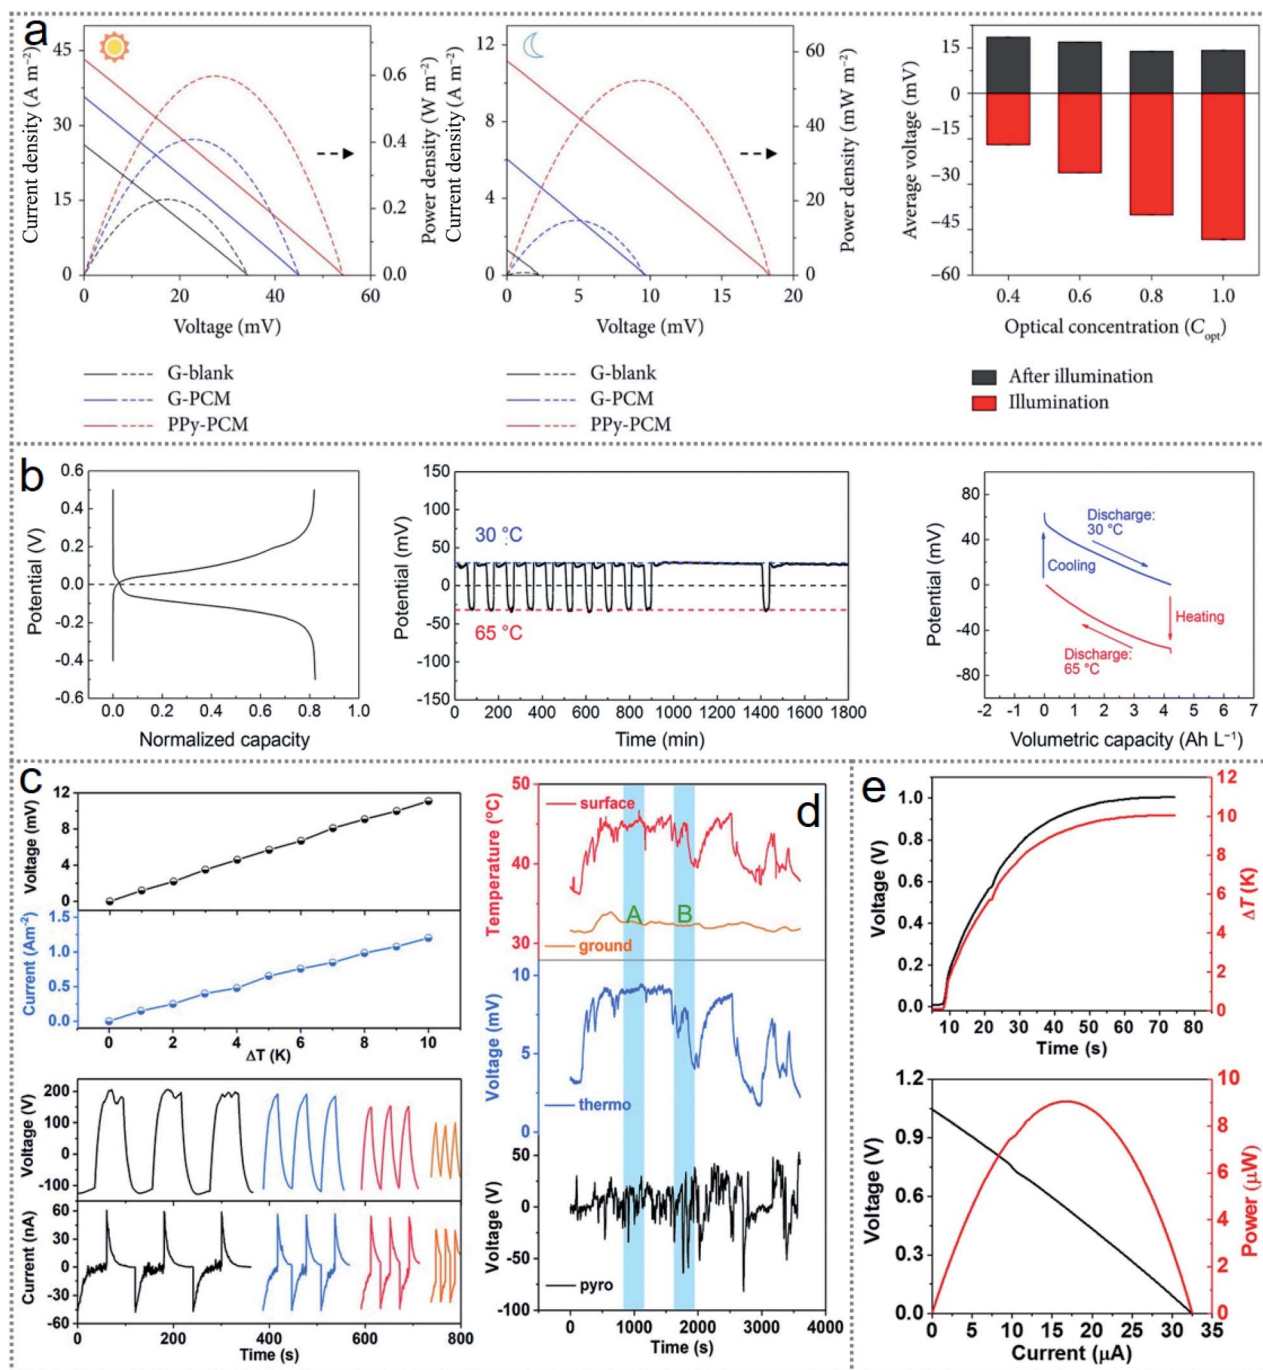 a
Current density (A m⁻²)
45
30
15
0
0.6
0.4
0.2
0.0
Power density (W m⁻²)
0
20
40
60
Voltage (mV)
G-blank
G-PCM
PPy-PCM
Current density (A m⁻²)
12
8
4
0
60
40
20
0
Power density (mW m⁻²)
0
5
10
15
20
Voltage (mV)
G-blank
G-PCM
PPy-PCM
Average voltage (mV)
15
0
−15
−30
−45
−60
0.4
0.6
0.8
1.0
Optical concentration (Copt)
After illumination
Illumination
b
Potential (V)
0.6
0.4
0.2
0.0
-0.2
-0.4
-0.6
0.0
0.2
0.4
0.6
0.8
1.0
Normalized capacity
Potential (mV)
150
100
50
0
-50
-100
-150
30 °C
65 °C
0
200
400
600
800
1000
1200
1400
1600
1800
Time (min)
Potential (mV)
80
40
0
-40
-80
Discharge:
30 °C
Cooling
Heating
Discharge:
65 °C
-2
-1
0
1
2
3
4
5
6
7
Volumetric capacity (Ah L⁻¹)
c
Voltage (mV)
12
8
4
0
Current (Am⁻²)
1.5
1.0
0.5
0.0
0
2
4
6
8
10
ΔT (K)
Voltage (V)
200
100
0
-100
Current (nA)
60
30
0
-30
-60
0
200
400
600
800
Time (s)
d
Temperature (°C)
50
40
30
surface
A
B
ground
Voltage (mV)
10
5
0
thermo
Voltage (V)
50
0
-50
-100
pyro
0
1000
2000
3000
4000
Time (s)
e
Voltage (V)
1.0
0.8
0.6
0.4
0.2
0.0
12
10
8
6
4
2
0
ΔT (K)
10
20
30
40
50
60
70
80
Time (s)
Voltage (V)
1.2
0.9
0.6
0.3
0.0
10
8
6
4
2
0
Power (μW)
0
5
10
15
20
25
30
35
Current (μA)